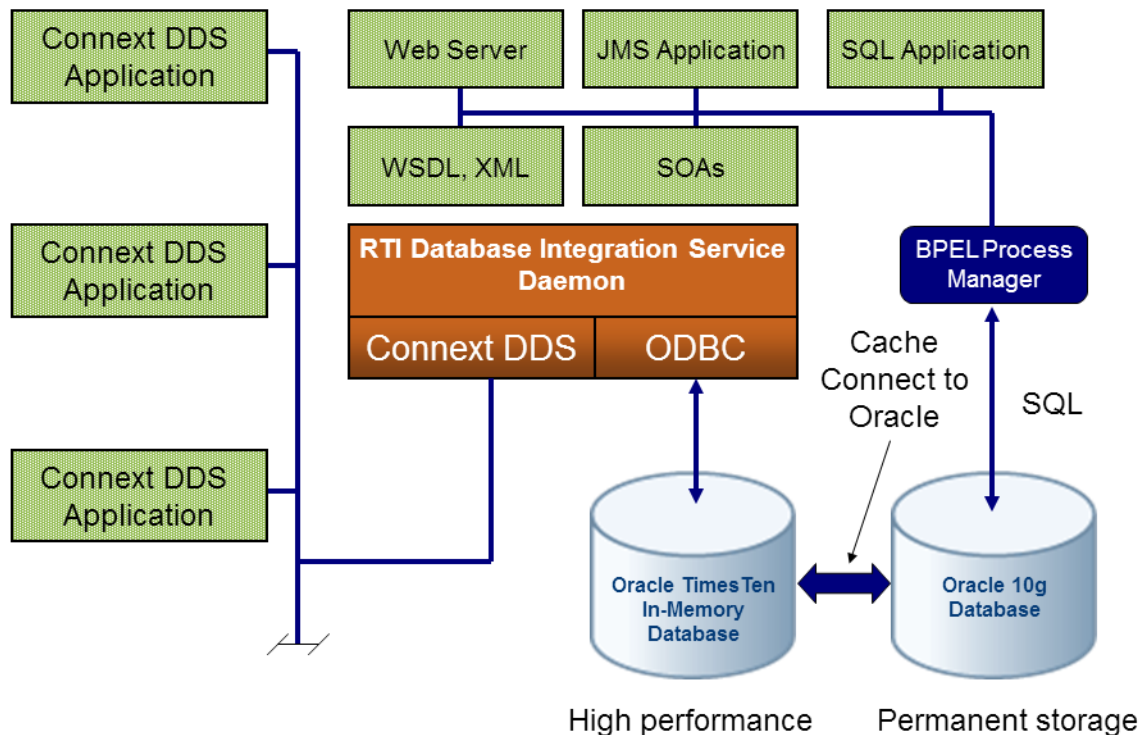 Connext DDS
Application
Web Server
JMS Application
SQL Application
WSDL, XML
SOAs
Connext DDS
Application
RTI Database Integration Service
Daemon
Connext DDS
ODBC
BPEL Process
Manager
Cache
Connect to
Oracle
SQL
Connext DDS
Application
Oracle TimesTen
In-Memory
Database
Oracle 10g
Database
High performance
Permanent storage